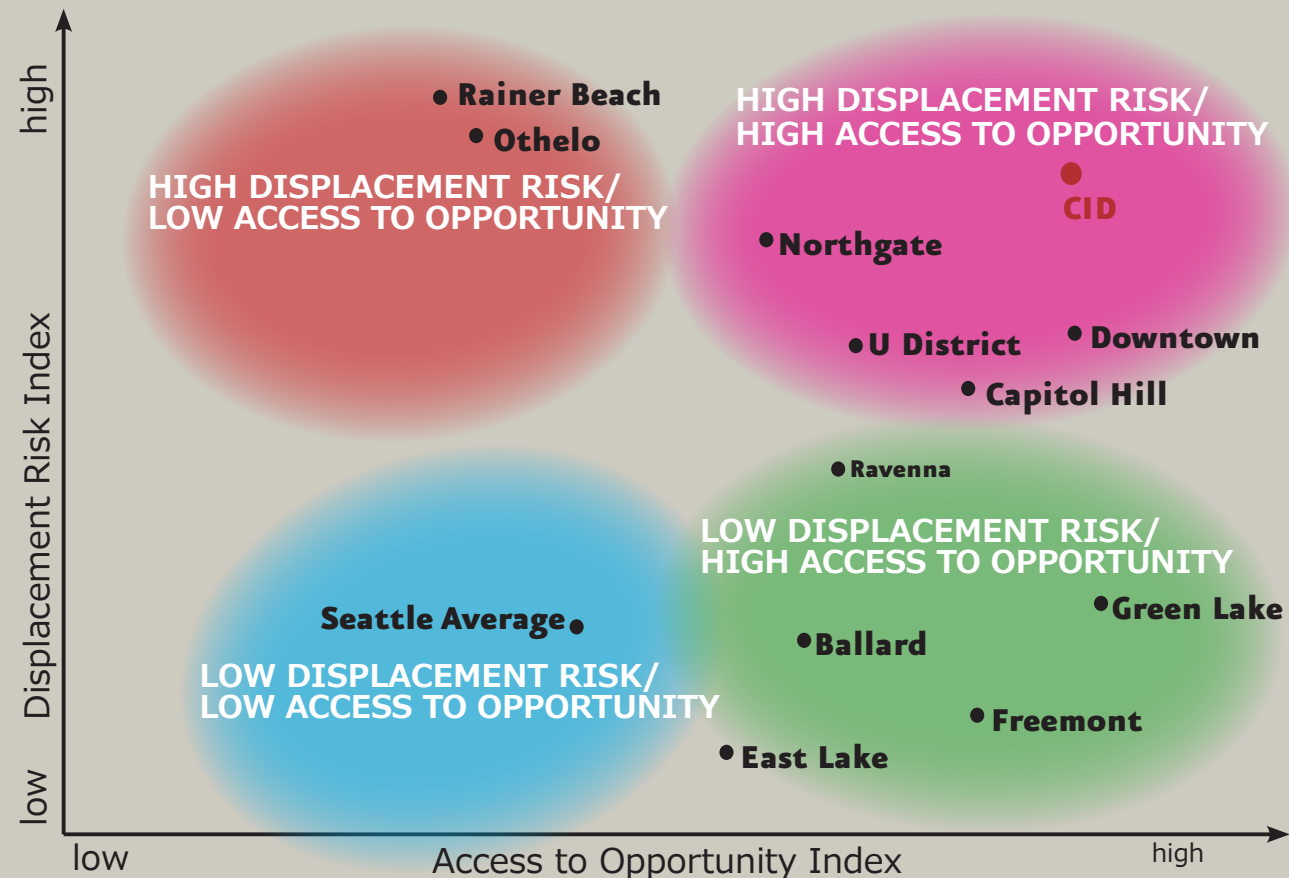 high
Displacement Risk Index
low
Rainer Beach
Othelo
HIGH DISPLACEMENT RISK/
LOW ACCESS TO OPPORTUNITY
HIGH DISPLACEMENT RISK/
HIGH ACCESS TO OPPORTUNITY
CID
Northgate
U District
Downtown
Capitol Hill
Ravenna
LOW DISPLACEMENT RISK/
HIGH ACCESS TO OPPORTUNITY
Green Lake
Ballard
Freemont
East Lake
Seattle Average
LOW DISPLACEMENT RISK/
LOW ACCESS TO OPPORTUNITY
low
Access to Opportunity Index
high